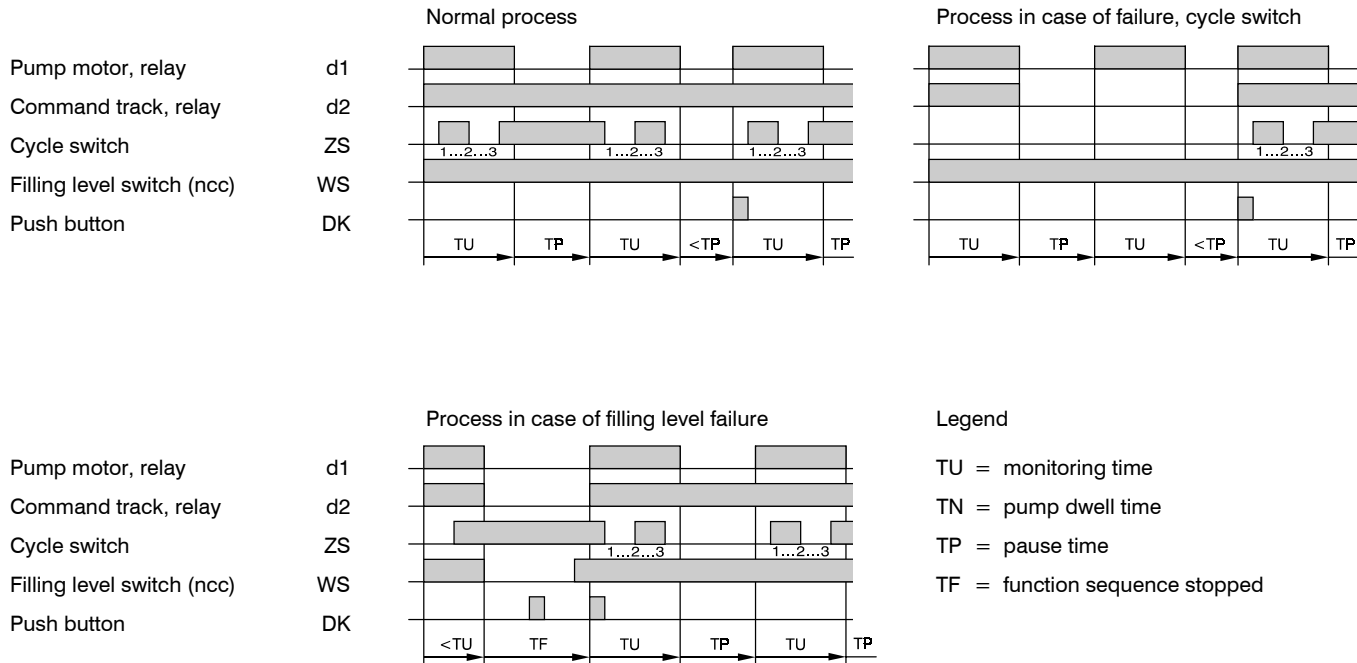 Normal process
Process in case of failure, cycle switch
Pump motor, relay d1
Command track, relay d2
Cycle switch ZS
1...2...3 1...2...3 1...2...3
1...2...3
Filling level switch (ncc) WS
Push button DK
TU TP TU <TP TU TP
TU TP TU <TP TU TP
Process in case of filling level failure
Legend
Pump motor, relay d1
TU = monitoring time
Command track, relay d2
TN = pump dwell time
Cycle switch ZS
1...2...3 1...2...3
TP = pause time
Filling level switch (ncc) WS
TF = function sequence stopped
Push button DK
<TU TF TU TP TU TP